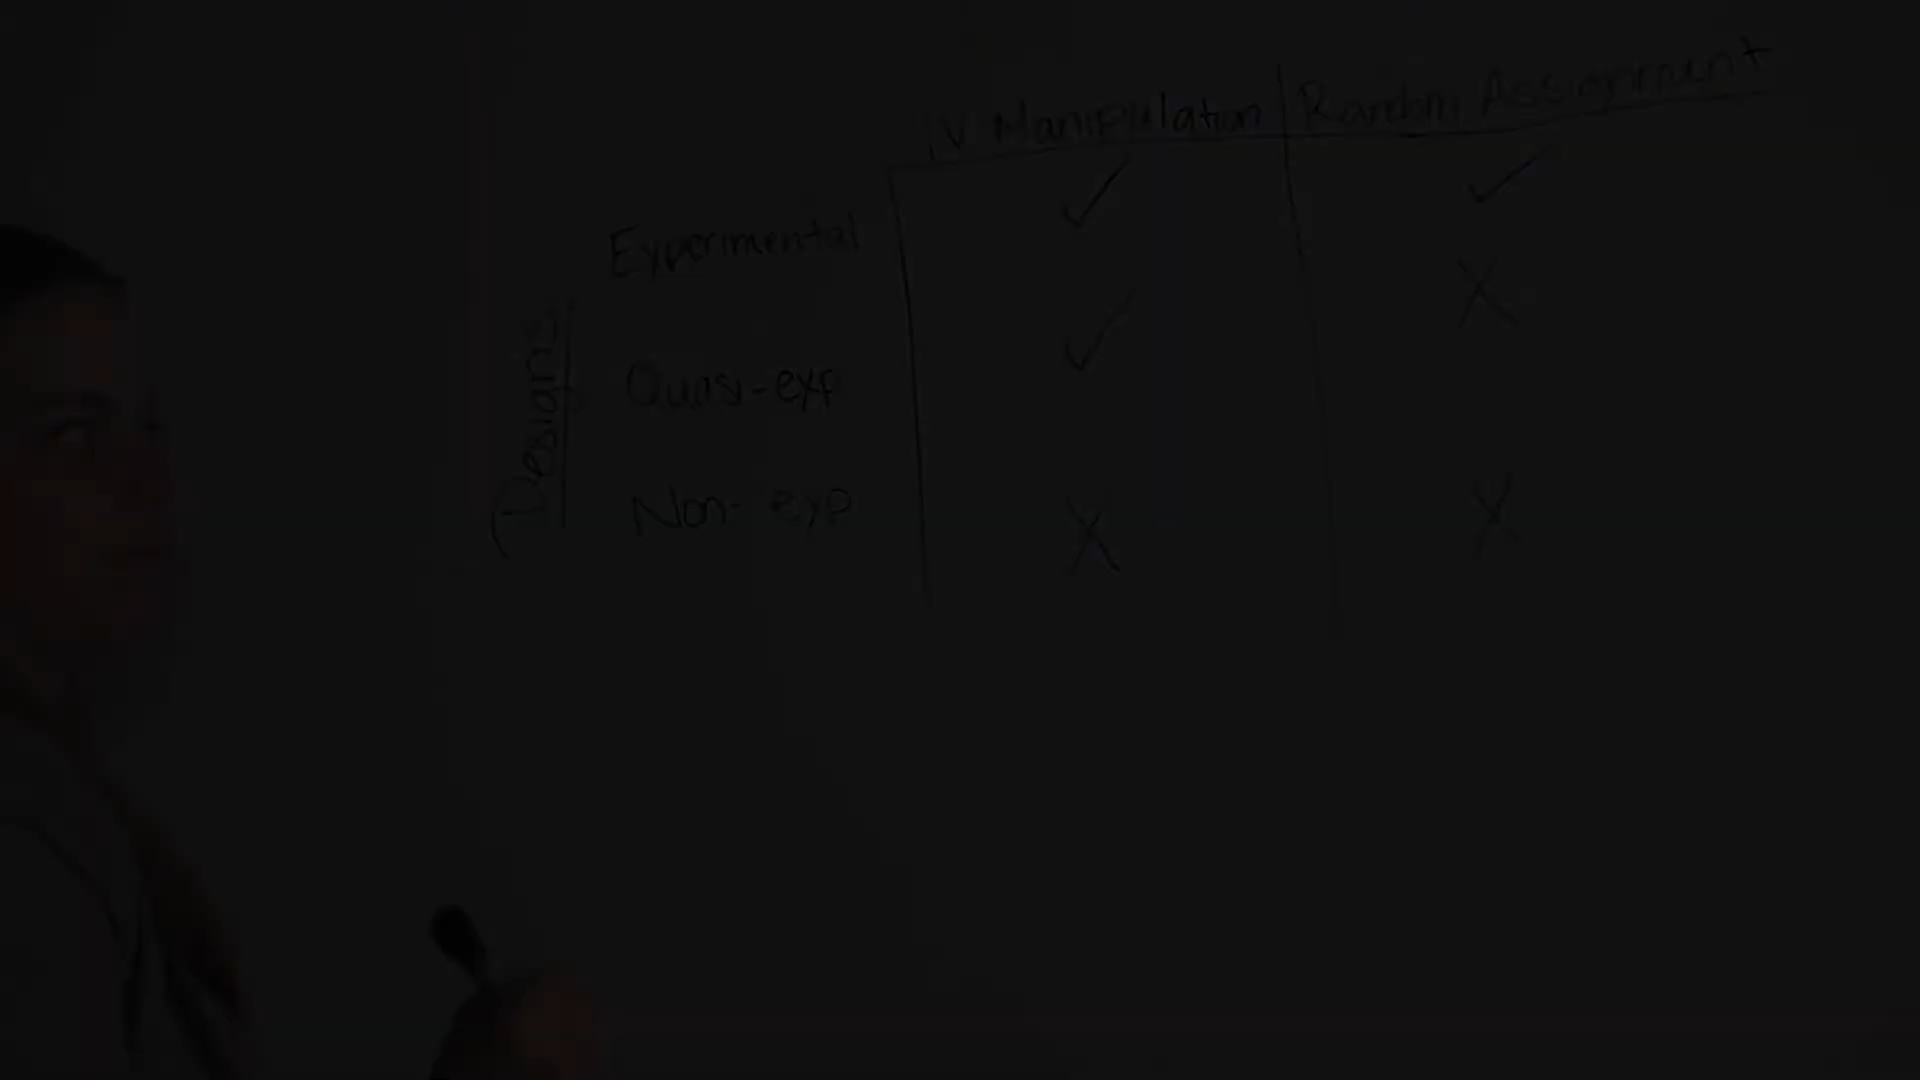 IV Manipulation Random Assignment
Experimental ✓ ✓
Designs
Quasi-exp ✓ X
Non-exp X X